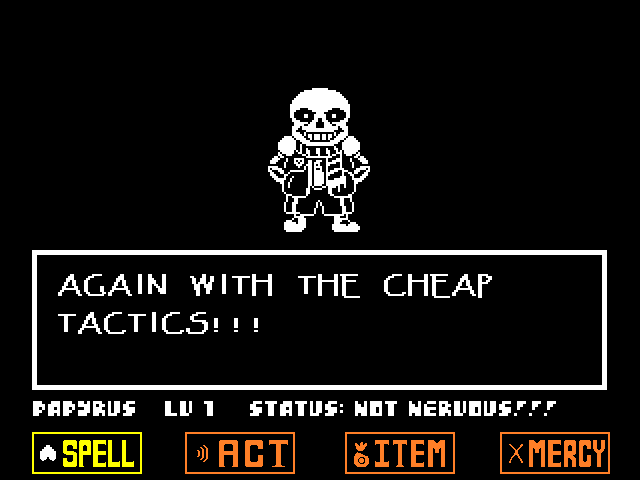 AGAIN WITH THE CHEAP
TACTICS!!!
PAPYRUS LV 1 STATUS: NOT NERVOUS!!!
SPELL ACT ITEM MERCY